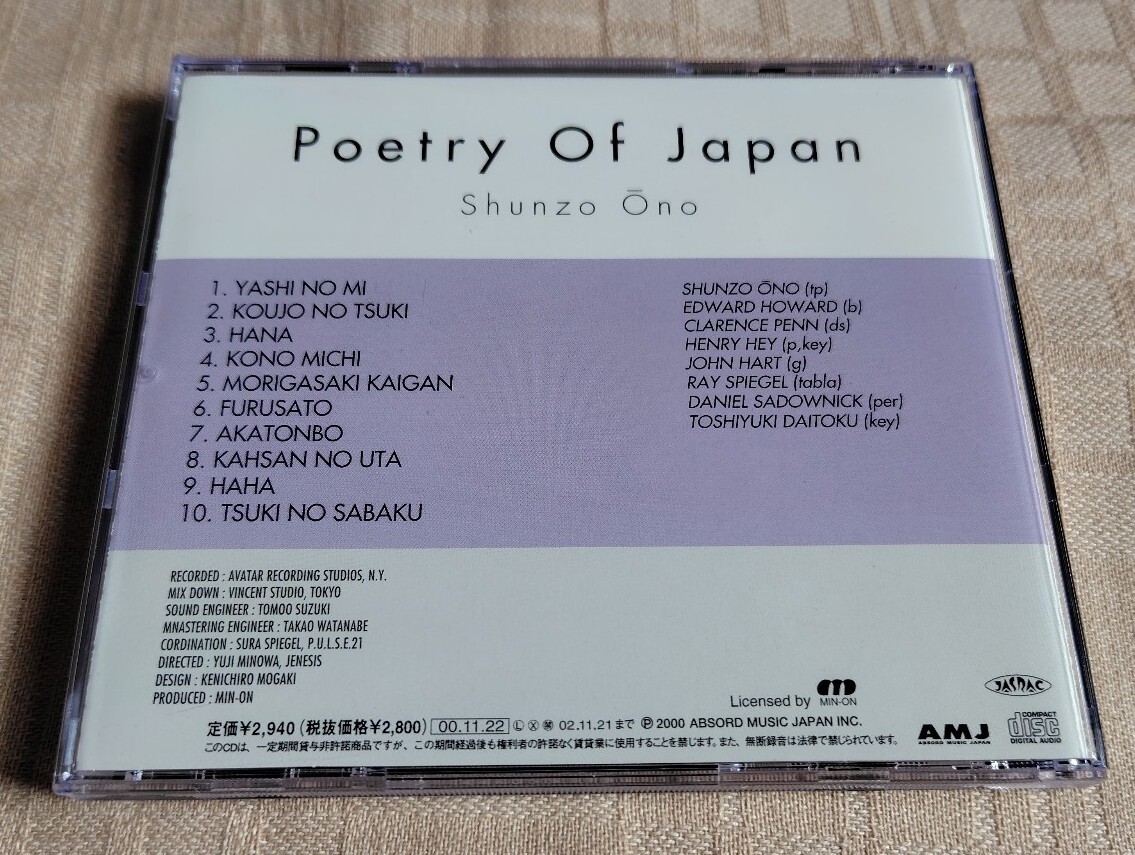 Poetry Of Japan
Shunzo Ōno
1. YASHI NO MI
2. KOUJO NO TSUKI
3. HANA
4. KONO MICHI
5. MORIGASAKI KAIGAN
6. FURUSATO
7. AKATONBO
8. KAHSAN NO UTA
9. HAHA
10. TSUKI NO SABAKU
SHUNZO ŌNO (tp)
EDWARD HOWARD (b)
CLARENCE PENN (ds)
HENRY HEY (p,key)
JOHN HART (g)
RAY SPIEGEL (tabla)
DANIEL SADOWNICK (per)
TOSHIYUKI DAITOKU (key)
RECORDED : AVATAR RECORDING STUDIOS, N.Y.
MIX DOWN : VINCENT STUDIO, TOKYO
SOUND ENGINEER : TOMOO SUZUKI
MNASTERING ENGINEER : TAKAO WATANABE
CORDINATION : SURA SPIEGEL, P.U.L.S.E.21
DIRECTED : YUJI MINOWA, JENESIS
DESIGN : KENICHIRO MOGAKI
PRODUCED : MIN-ON
Licensed by MIN-ON
JASRAC
定価¥2,940 (税抜価格¥2,800) 00.11.22 Ⓛ Ⓧ 02.11.21まで Ⓟ 2000 ABSORD MUSIC JAPAN INC.
このCDは、一定期間貸与非許諾商品ですが、この期間経過後も権利者の許諾なく賃貸業に使用することを禁じます。また、無断録音は法律で禁じられています。
AMJ
ABSORD MUSIC JAPAN
COMPACT
disc
DIGITAL AUDIO